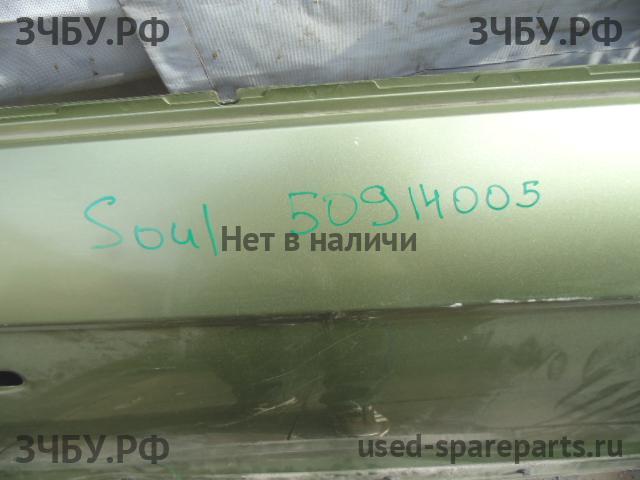 ЗЧБУ.РФ ЗЧБУ.РФ
Soul 50914005
Нет в наличи
ЗЧБУ.РФ used-spareparts.ru